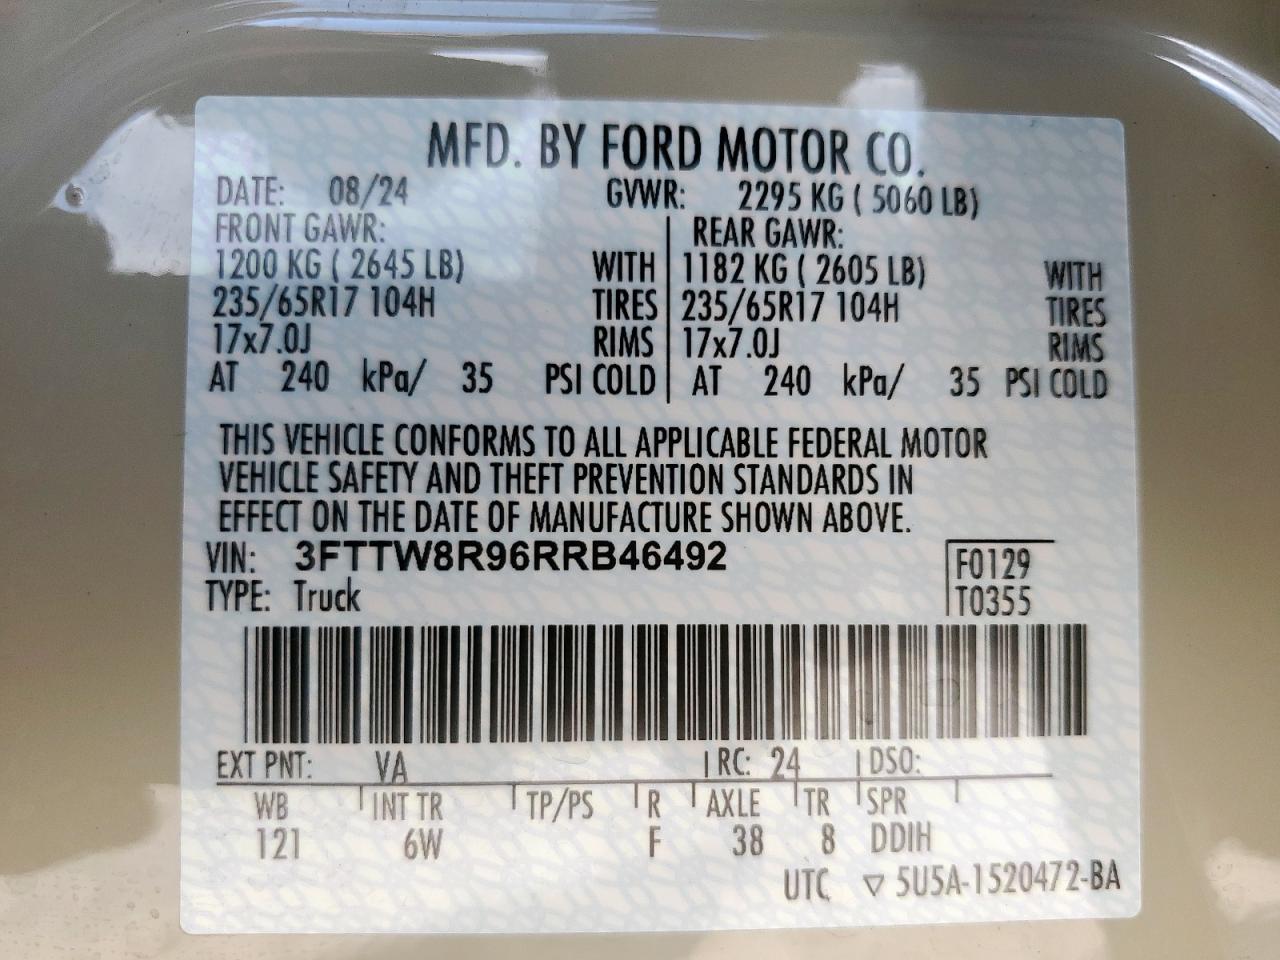 MFD. BY FORD MOTOR CO.
DATE: 08/24 GVWR: 2295 KG ( 5060 LB)
FRONT GAWR: REAR GAWR:
1200 KG ( 2645 LB) WITH 1182 KG ( 2605 LB) WITH
235/65R17 104H TIRES 235/65R17 104H TIRES
17x7.0J RIMS 17x7.0J RIMS
AT 240 kPa/ 35 PSI COLD AT 240 kPa/ 35 PSI COLD
THIS VEHICLE CONFORMS TO ALL APPLICABLE FEDERAL MOTOR
VEHICLE SAFETY AND THEFT PREVENTION STANDARDS IN
EFFECT ON THE DATE OF MANUFACTURE SHOWN ABOVE.
VIN: 3FTTW8R96RRB46492 F0129
TYPE: Truck T0355
EXT PNT: VA RC: 24 DSO:
WB INT TR TP/PS R AXLE TR SPR
121 6W F 38 8 DDIH
UTC ▽ 5U5A-1520472-BA